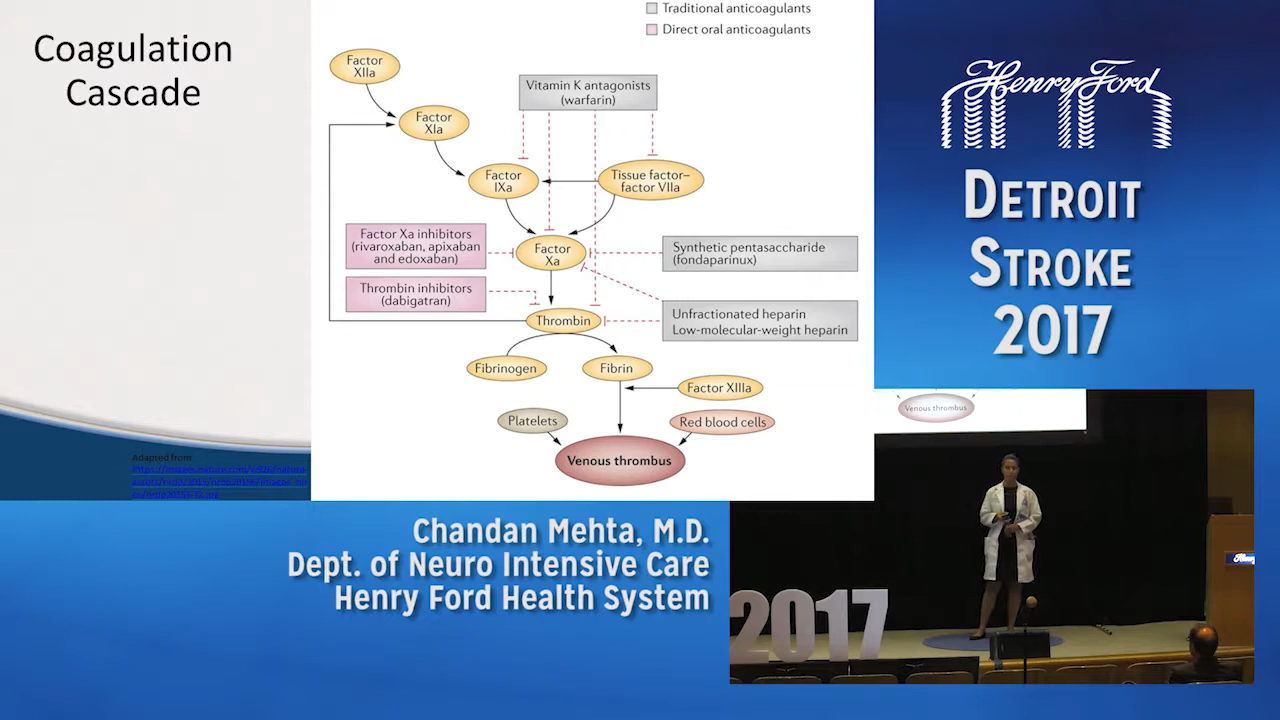 Coagulation
Cascade
Traditional anticoagulants
Direct oral anticoagulants
Factor
XIIa
Factor
XIa
Vitamin K antagonists
(warfarin)
Factor
IXa
Tissue factor–
factor VIIa
Factor Xa inhibitors
(rivaroxaban, apixaban
and edoxaban)
Factor
Xa
Synthetic pentasaccharide
(fondaparinux)
Thrombin inhibitors
(dabigatran)
Thrombin
Unfractionated heparin
Low-molecular-weight heparin
Fibrinogen
Fibrin
Factor XIIIa
Platelets
Red blood cells
Venous thrombus
Adapted from:
Henry Ford
DETROIT
STROKE
2017
Venous thrombus
2017
Chandan Mehta, M.D.
Dept. of Neuro Intensive Care
Henry Ford Health System